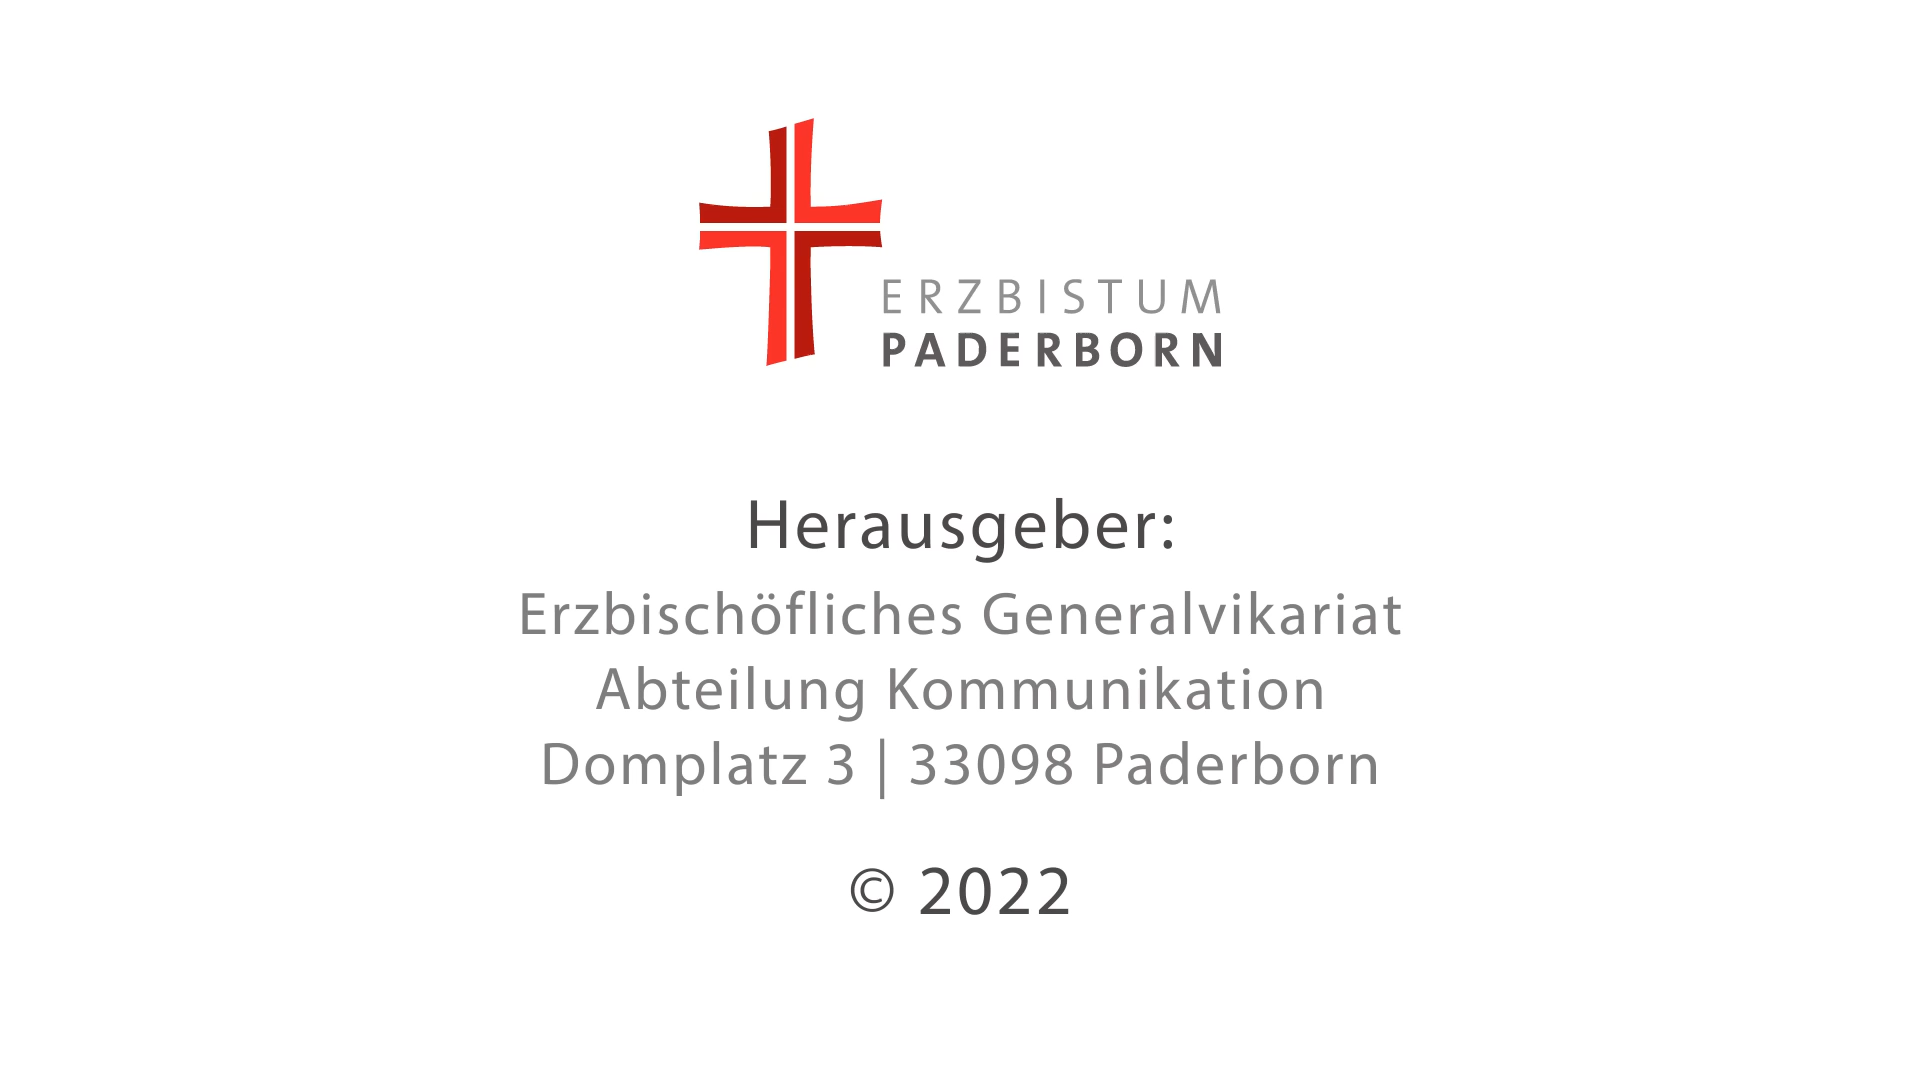 ERZBISTUM
PADERBORN
Herausgeber:
Erzbischöfliches Generalvikariat
Abteilung Kommunikation
Domplatz 3 | 33098 Paderborn
© 2022